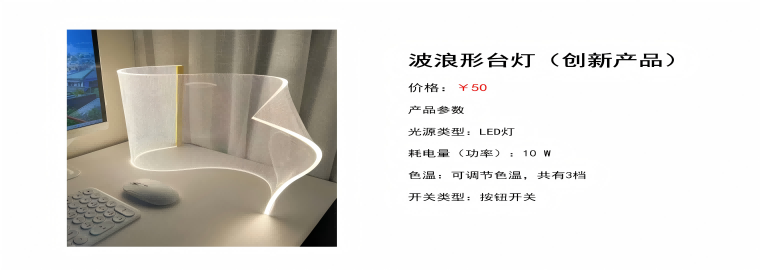 波浪形台灯（创新产品）
价格：￥50
产品参数
光源类型：LED灯
耗电量（功率）：10 W
色温：可调节色温，共有3档
开关类型：按钮开关